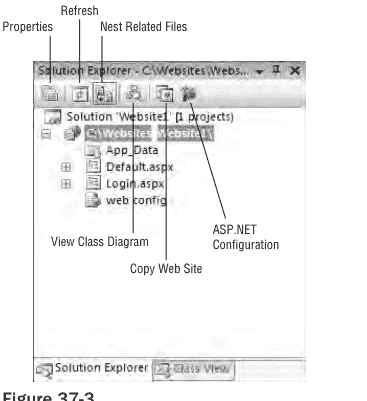 Refresh
Properties
Nest Related Files
Solution Explorer - C:\Websites\Webs...
Solution 'Website1' (1 projects)
C:\Websites\Website1\
App_Data
Default.aspx
Login.aspx
web.config
ASP.NET
Configuration
View Class Diagram
Copy Web Site
Solution Explorer
Class View
Figure 37-3